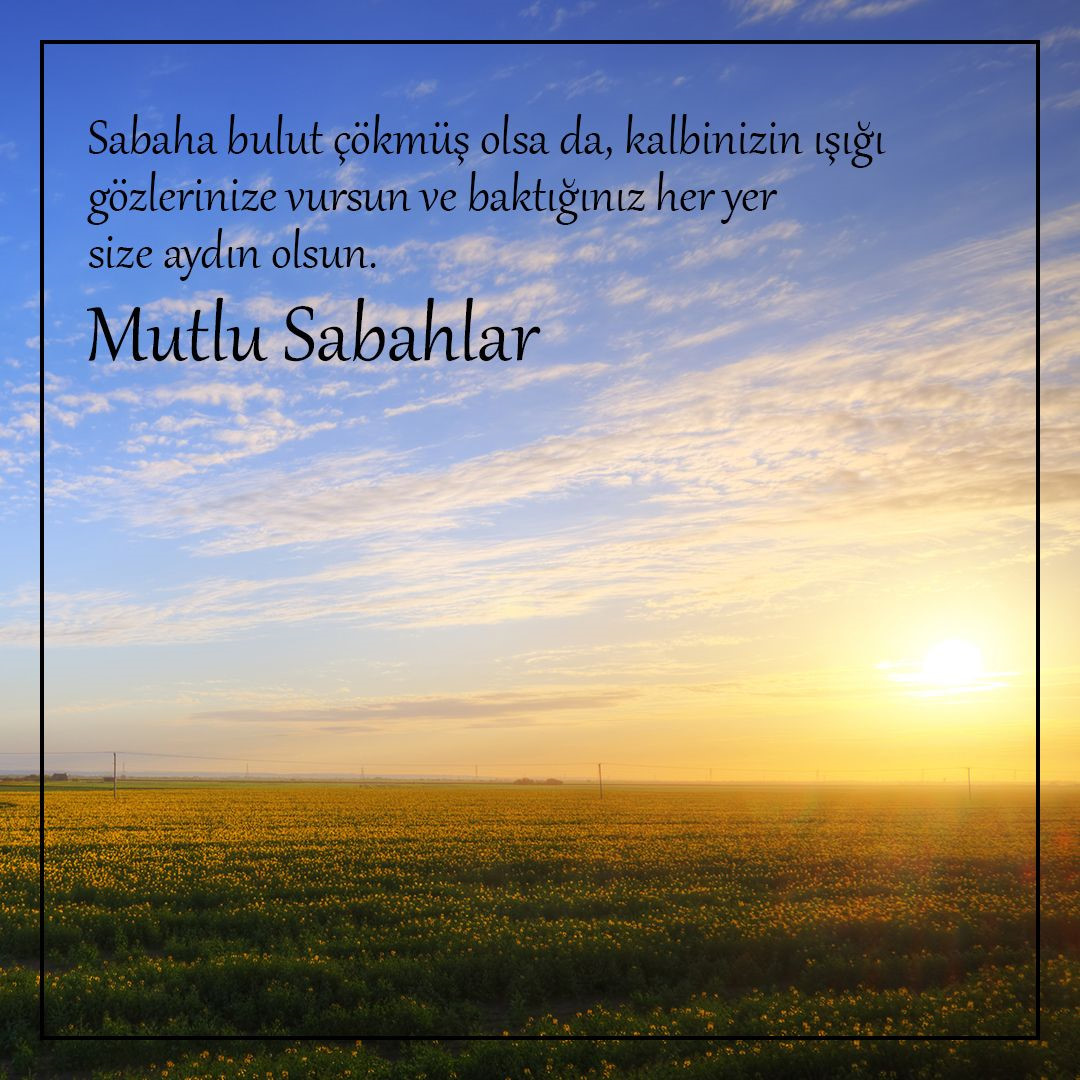 Sabaha bulut çökmüş olsa da, kalbinizin ışığı
gözlerinize vursun ve baktığınız her yer
size aydın olsun.
Mutlu Sabahlar